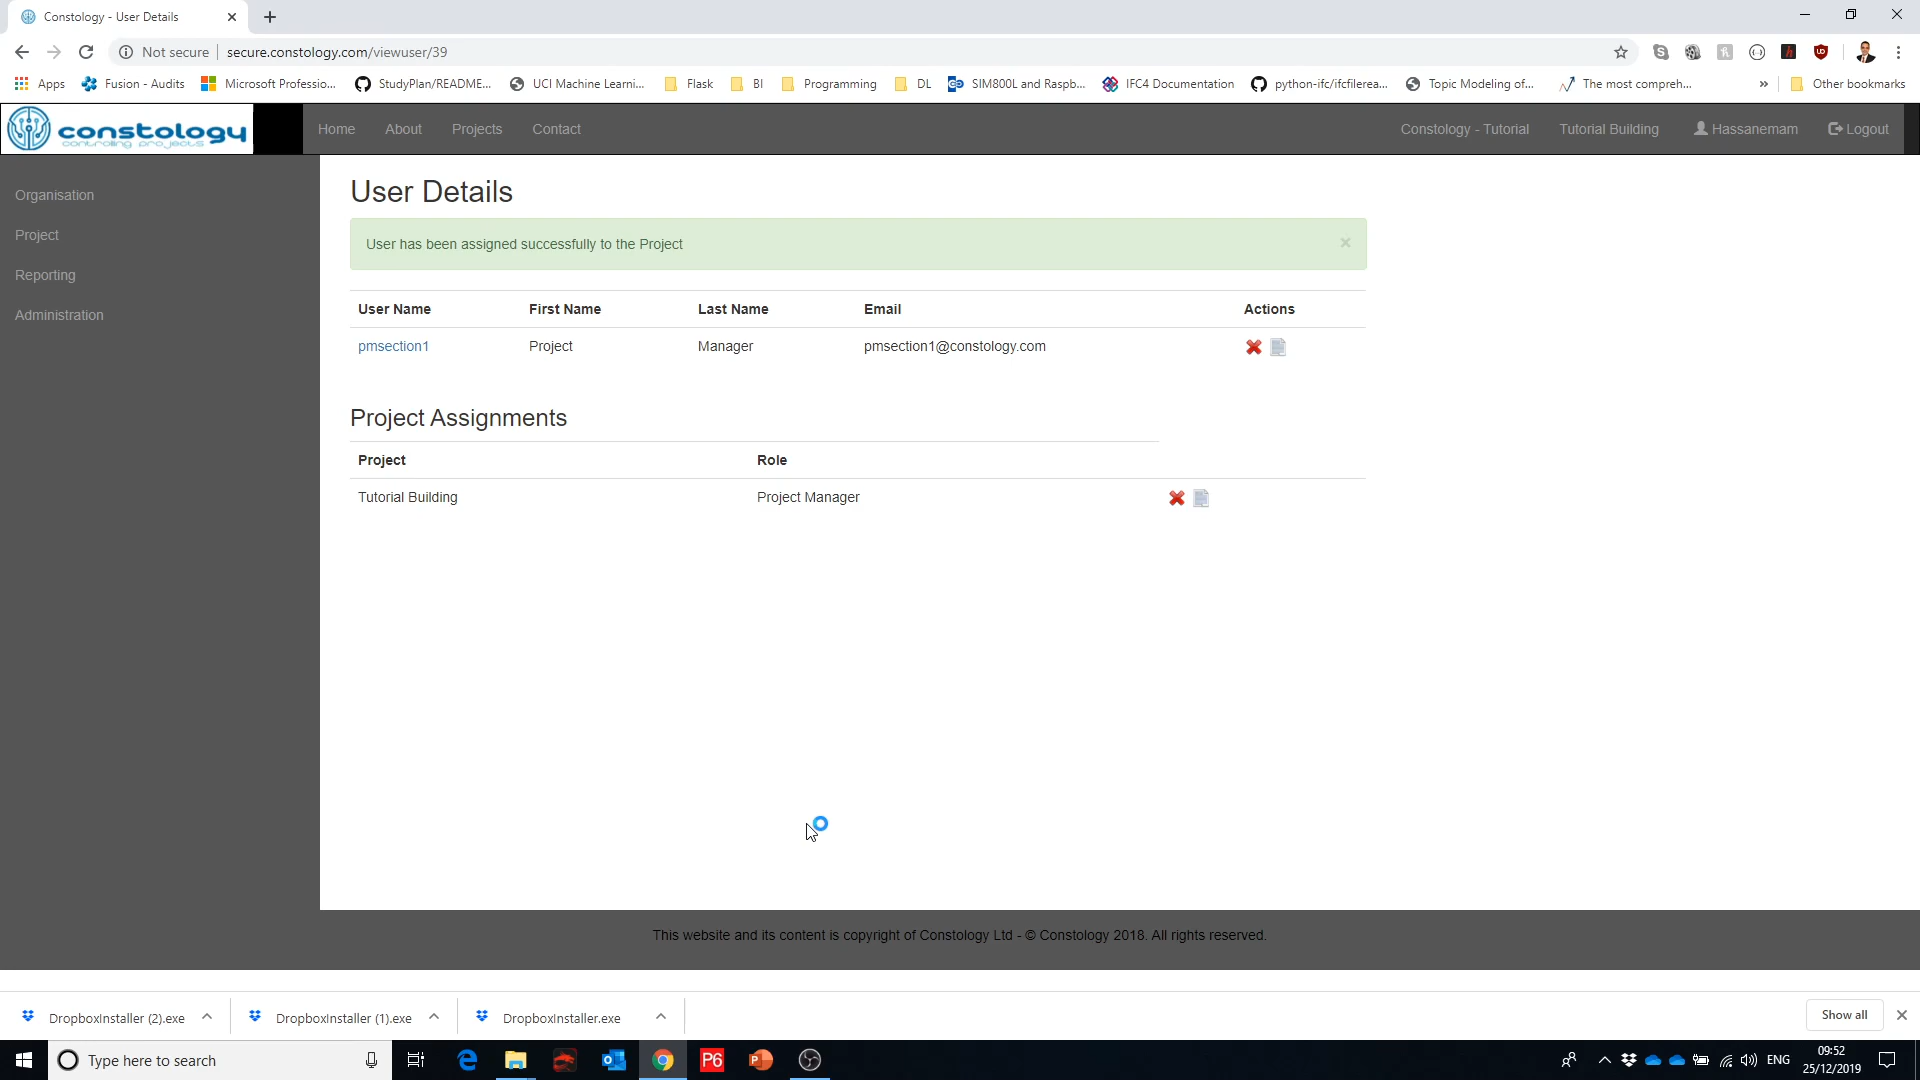 Constology - User Details
Not secure
secure.constology.com/viewuser/39
Apps
Fusion - Audits
Microsoft Professio...
StudyPlan/README...
UCI Machine Learni...
Flask
BI
Programming
DL
SIM800L and Raspb...
IFC4 Documentation
python-ifc/ifcfilerea...
Topic Modeling of...
The most compreh...
»
Other bookmarks
constology
controlling projects
Home
About
Projects
Contact
Constology - Tutorial
Tutorial Building
Hassanemam
Logout
Organisation
Project
Reporting
Administration
User Details
User has been assigned successfully to the Project
×
User Name First Name Last Name Email Actions
pmsection1 Project Manager pmsection1@constology.com
Project Assignments
Project Role
Tutorial Building Project Manager
This website and its content is copyright of Constology Ltd - © Constology 2018. All rights reserved.
DropboxInstaller (2).exe
DropboxInstaller (1).exe
DropboxInstaller.exe
Show all
Type here to search
P6
ENG
09:52
25/12/2019